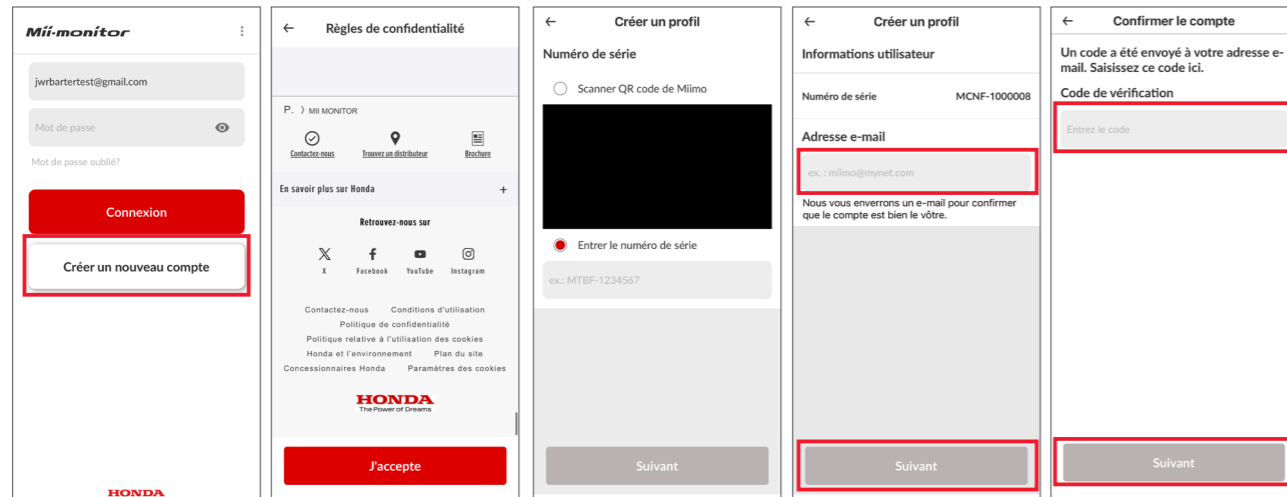 Mii-monitor
jwrbartertest@gmail.com
Mot de passe
Mot de passe oublié?
Connexion
Créer un nouveau compte
HONDA
Règles de confidentialité
P. > MII MONITOR
Contactez-nous Trouvez un distributeur Brochure
En savoir plus sur Honda +
Retrouvez-nous sur
X Facebook YouTube Instagram
Contactez-nous Conditions d'utilisation
Politique de confidentialité
Politique relative à l'utilisation des cookies
Honda et l'environnement Plan du site
Concessionnaires Honda Paramètres des cookies
HONDA
The Power of Dreams
J'accepte
Créer un profil
Numéro de série
Scanner QR code de Miimo
Entrer le numéro de série
ex.: MTBF-1234567
Suivant
Créer un profil
Informations utilisateur
Numéro de série MCNF-1000008
Adresse e-mail
ex. : miimo@mynet.com
Nous vous enverrons un e-mail pour confirmer
que le compte est bien le vôtre.
Suivant
Confirmer le compte
Un code a été envoyé à votre adresse e-
mail. Saisissez ce code ici.
Code de vérification
Entrez le code
Suivant